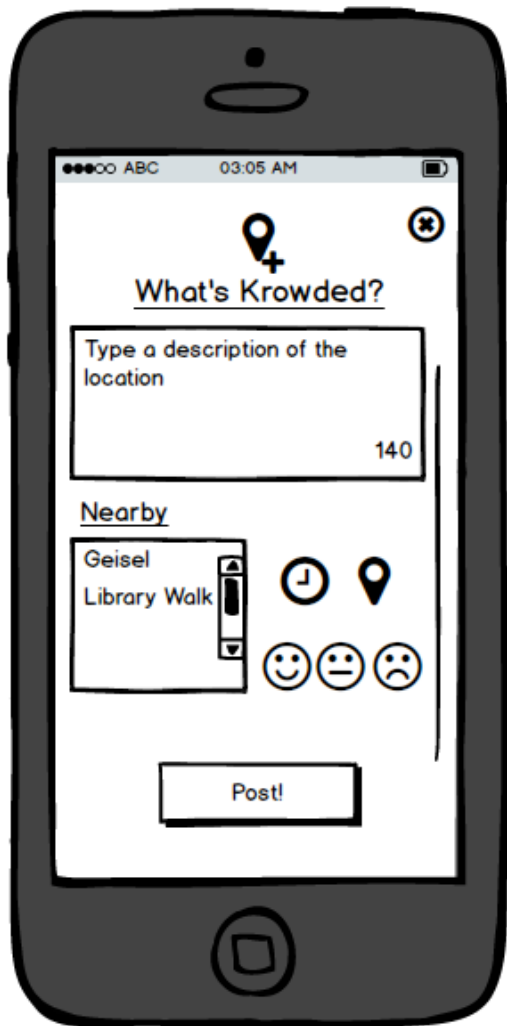 ABC 03:05 AM
What's Krowded?
Type a description of the
location
140
Nearby
Geisel
Library Walk
Post!